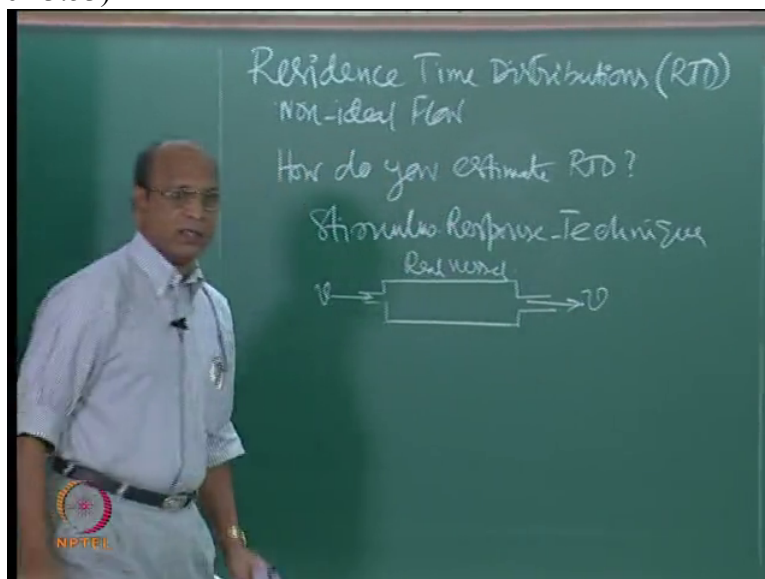 Residence Time Distributions (RTD)
Non-ideal Flow
How do you estimate RTD?
Stimulus-Response-Technique
Real vessel
v
v
NPTEL